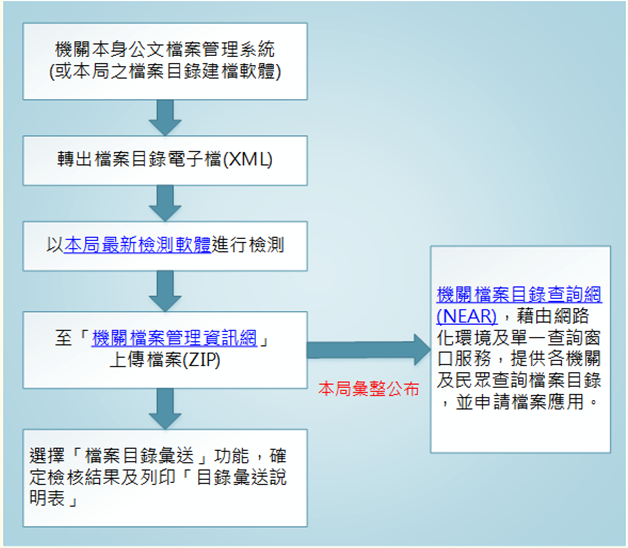 機關本身公文檔案管理系統
(或本局之檔案目錄建檔軟體)
轉出檔案目錄電子檔(XML)
以本局最新檢測軟體進行檢測
至「機關檔案管理資訊網」
上傳檔案(ZIP)
本局彙整公布
機關檔案目錄查詢網
(NEAR)，藉由網路
化環境及單一查詢窗
口服務，提供各機關
及民眾查詢檔案目錄
，並申請檔案應用。
選擇「檔案目錄彙送」功能，確
定檢核結果及列印「目錄彙送說
明表」